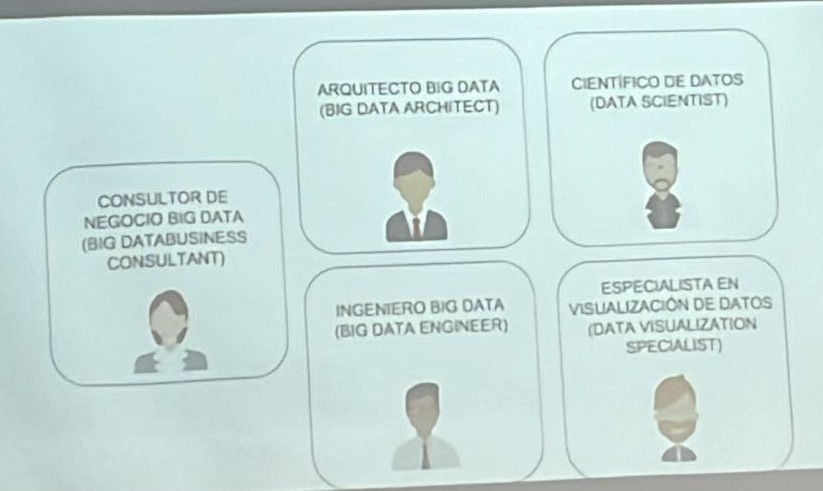 CONSULTOR DE
NEGOCIO BIG DATA
(BIG DATABUSINESS
CONSULTANT)
ARQUITECTO BIG DATA
(BIG DATA ARCHITECT)
CIENTÍFICO DE DATOS
(DATA SCIENTIST)
INGENIERO BIG DATA
(BIG DATA ENGINEER)
ESPECIALISTA EN
VISUALIZACIÓN DE DATOS
(DATA VISUALIZATION
SPECIALIST)